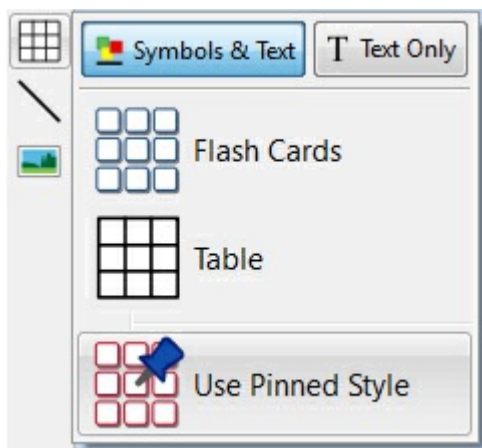 Symbols & Text
T Text Only
Flash Cards
Table
Use Pinned Style